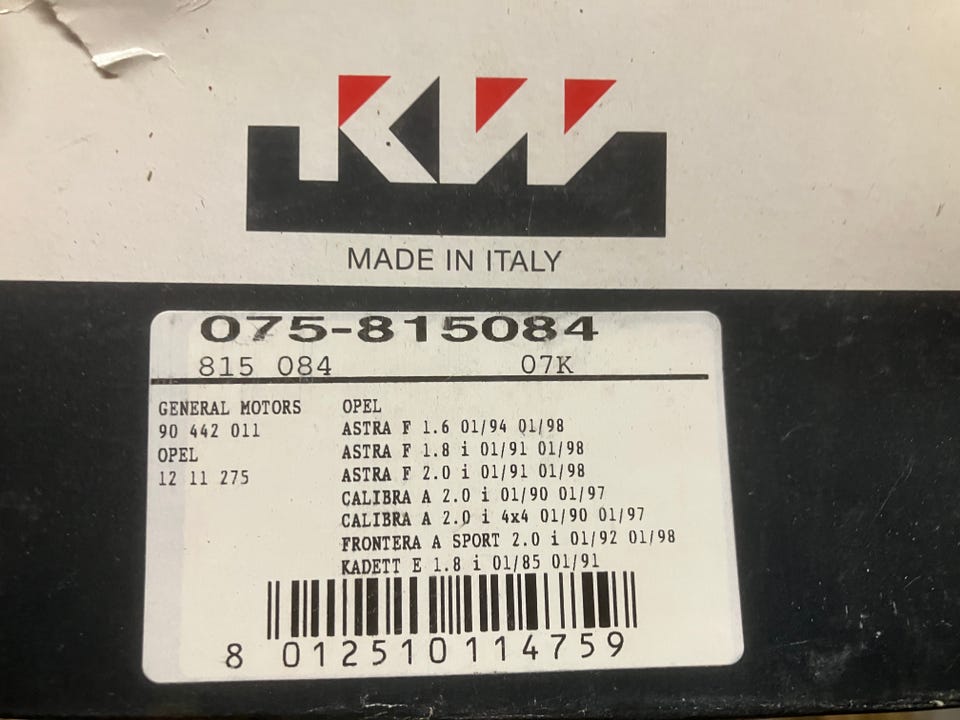 KW
MADE IN ITALY
075-815084
815 084 07K
GENERAL MOTORS
90 442 011
OPEL
12 11 275
OPEL
ASTRA F 1.6 01/94 01/98
ASTRA F 1.8 i 01/91 01/98
ASTRA F 2.0 i 01/91 01/98
CALIBRA A 2.0 i 01/90 01/97
CALIBRA A 2.0 i 4x4 01/90 01/97
FRONTERA A SPORT 2.0 i 01/92 01/98
KADETT E 1.8 i 01/85 01/91
8 012510 114759